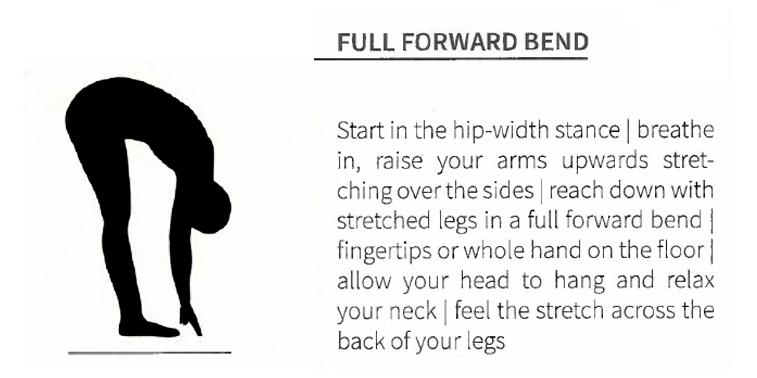 FULL FORWARD BEND
Start in the hip-width stance | breathe
in, raise your arms upwards stret-
ching over the sides | reach down with
stretched legs in a full forward bend |
fingertips or whole hand on the floor |
allow your head to hang and relax
your neck | feel the stretch across the
back of your legs